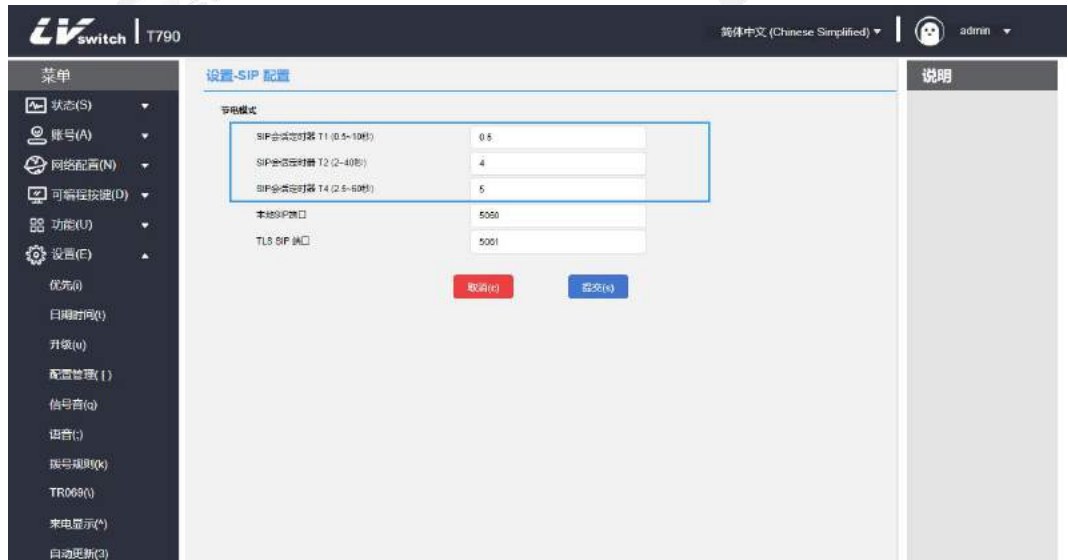 LVswitch | T790
简体中文 (Chinese Simplified)
admin
菜单
设置-SIP 配置
说明
状态(S)
账号(A)
网络配置(N)
可编程按键(D)
功能(U)
设置(E)
优先(i)
日期时间(t)
升级(u)
配置管理([)
信号音(q)
语音(;)
拨号规则(k)
TR069(\)
来电显示(^)
自动更新(3)
节电模式
SIP会话定时器 T1 (0.5~10秒)
0.5
SIP会话定时器 T2 (2~40秒)
4
SIP会话定时器 T4 (2.5~60秒)
5
本地SIP端口
5060
TLS SIP 端口
5061
取消(c)
提交(s)